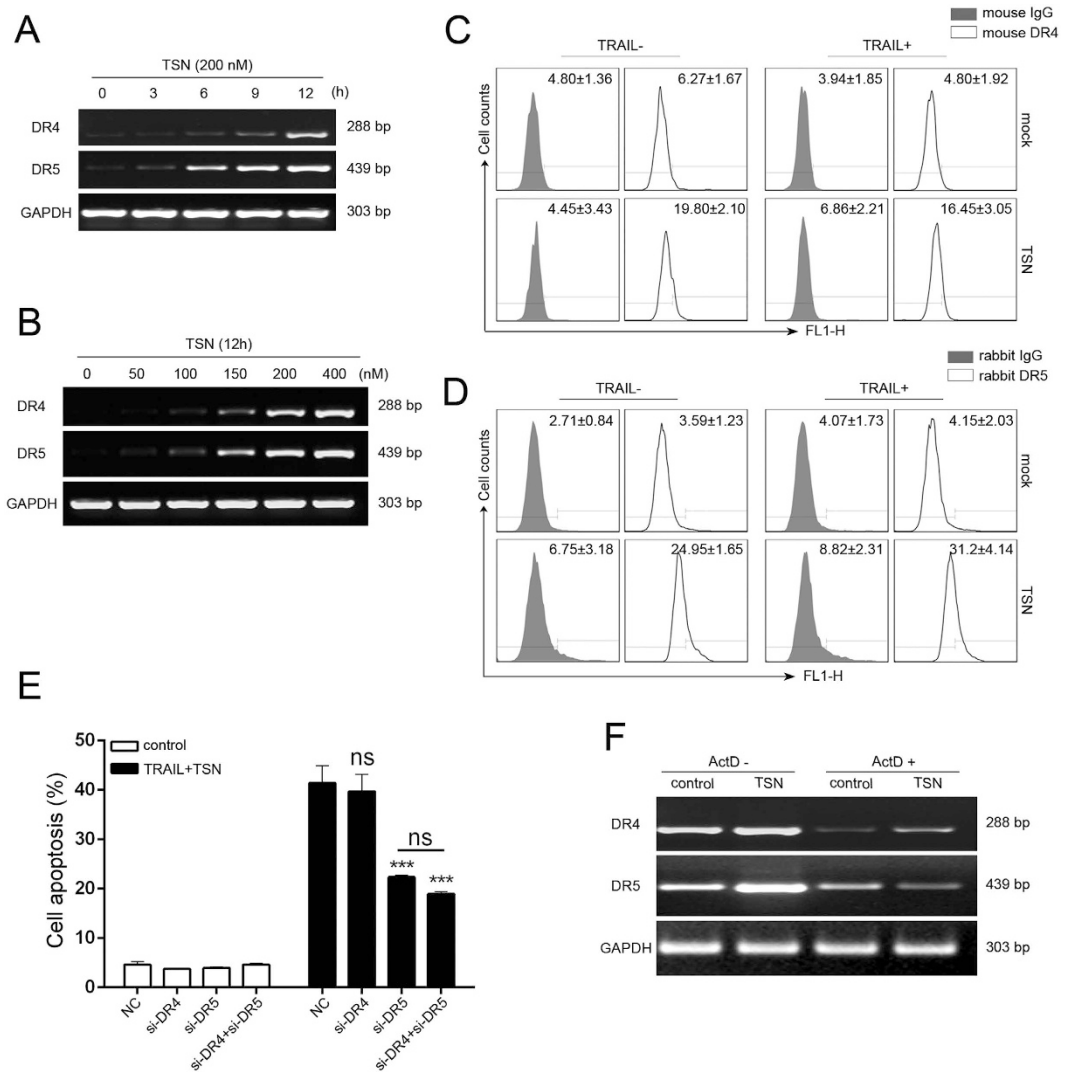 A
TSN (200 nM)
0 3 6 9 12 (h)
DR4 288 bp
DR5 439 bp
GAPDH 303 bp
B
TSN (12h)
0 50 100 150 200 400 (nM)
DR4 288 bp
DR5 439 bp
GAPDH 303 bp
C
mouse IgG
mouse DR4
TRAIL- TRAIL+
4.80±1.36 6.27±1.67 3.94±1.85 4.80±1.92
mock
4.45±3.43 19.80±2.10 6.86±2.21 16.45±3.05
TSN
Cell counts
FL1-H
D
rabbit IgG
rabbit DR5
TRAIL- TRAIL+
2.71±0.84 3.59±1.23 4.07±1.73 4.15±2.03
mock
6.75±3.18 24.95±1.65 8.82±2.31 31.2±4.14
TSN
Cell counts
FL1-H
E
control
TRAIL+TSN
Cell apoptosis (%)
50
40
30
20
10
0
ns
ns
*** ***
NC si-DR4 si-DR5 si-DR4+si-DR5 NC si-DR4 si-DR5 si-DR4+si-DR5
F
ActD - ActD +
control TSN control TSN
DR4 288 bp
DR5 439 bp
GAPDH 303 bp